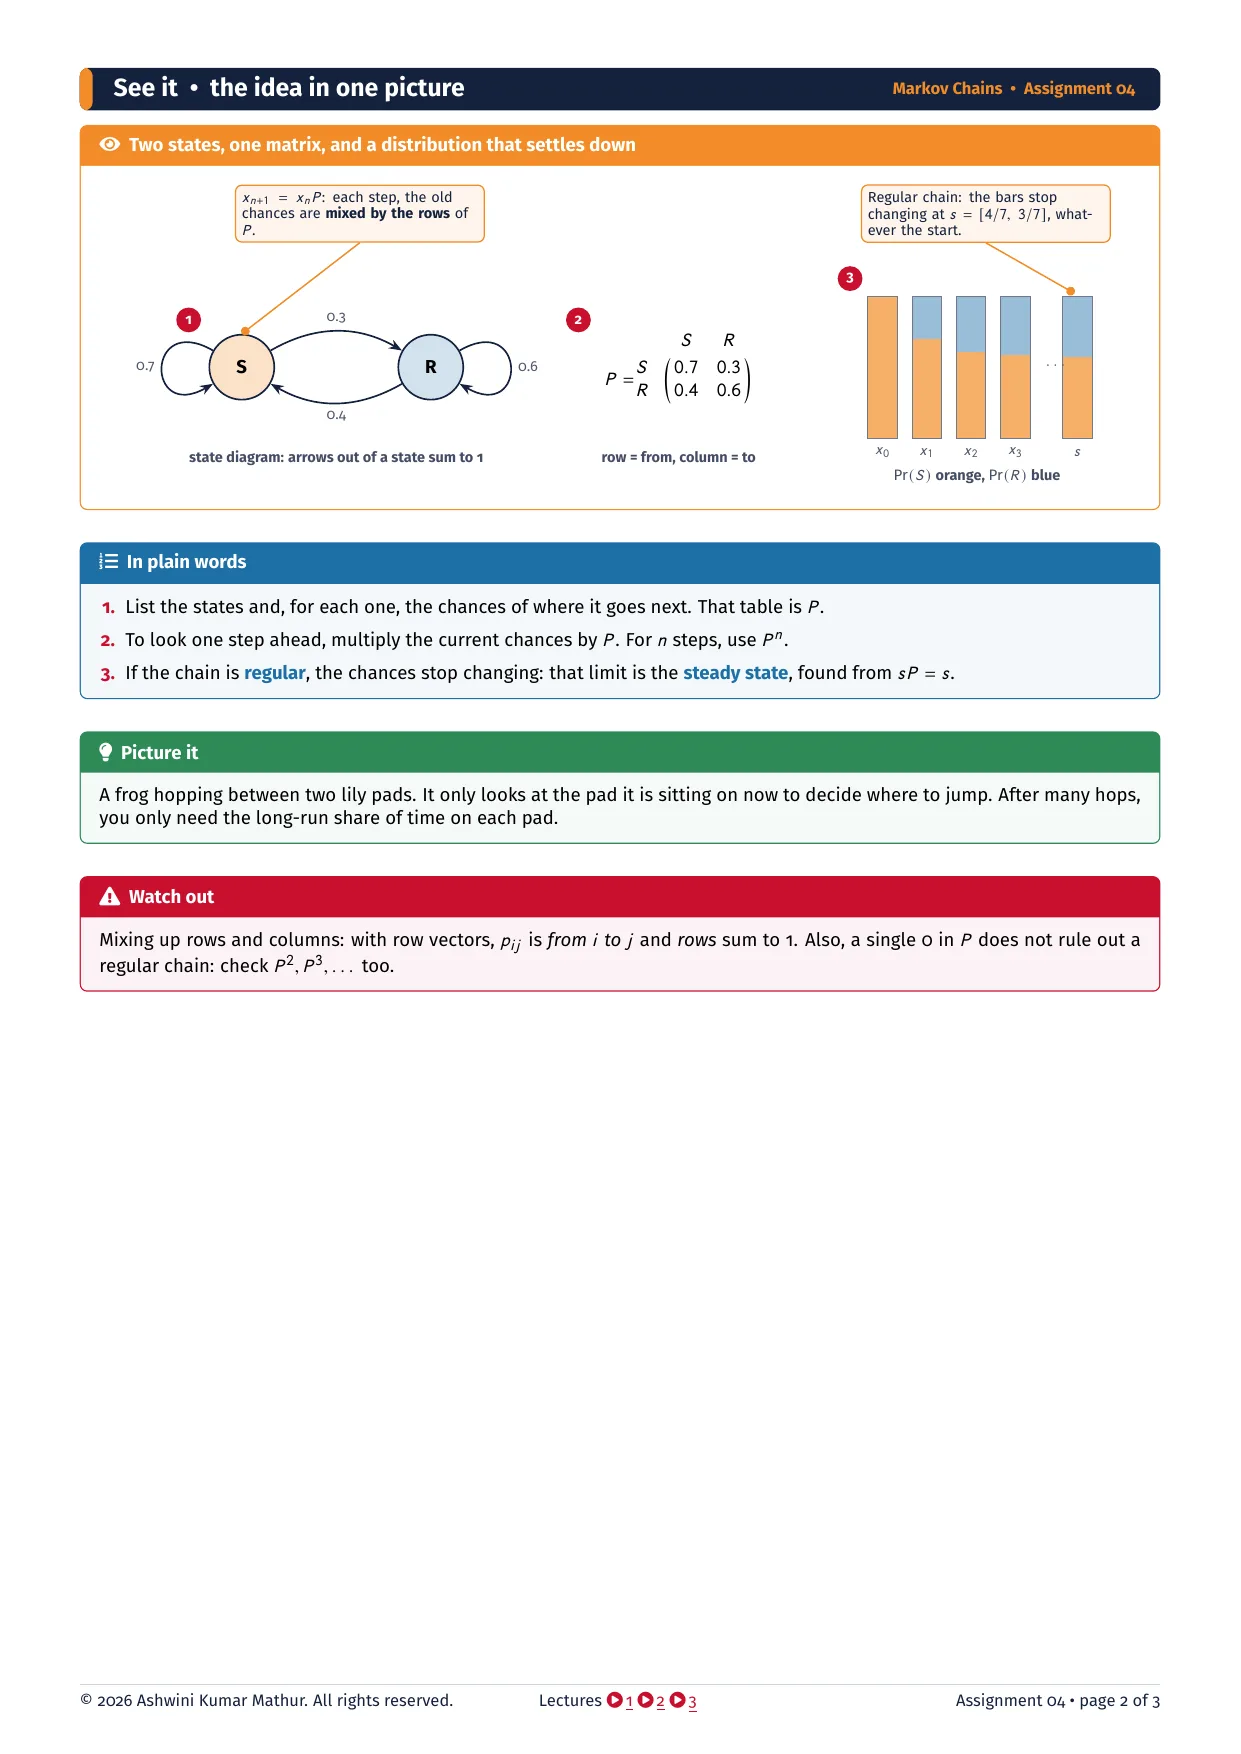 See it • the idea in one picture
Markov Chains • Assignment 04
Two states, one matrix, and a distribution that settles down
xₙ₊₁ = xₙP: each step, the old
chances are mixed by the rows of
P.
Regular chain: the bars stop
changing at s = [4/7, 3/7], what-
ever the start.
1
0.7
S
0.3
0.4
R
0.6
state diagram: arrows out of a state sum to 1
2
S R
P = S (0.7 0.3)
R (0.4 0.6)
row = from, column = to
3
...
x₀ x₁ x₂ x₃ s
Pr(S) orange, Pr(R) blue
In plain words
1. List the states and, for each one, the chances of where it goes next. That table is P.
2. To look one step ahead, multiply the current chances by P. For n steps, use Pⁿ.
3. If the chain is regular, the chances stop changing: that limit is the steady state, found from sP = s.
Picture it
A frog hopping between two lily pads. It only looks at the pad it is sitting on now to decide where to jump. After many hops,
you only need the long-run share of time on each pad.
Watch out
Mixing up rows and columns: with row vectors, pᵢⱼ is from i to j and rows sum to 1. Also, a single 0 in P does not rule out a
regular chain: check P², P³, . . . too.
© 2026 Ashwini Kumar Mathur. All rights reserved.
Lectures 1 2 3
Assignment 04 • page 2 of 3